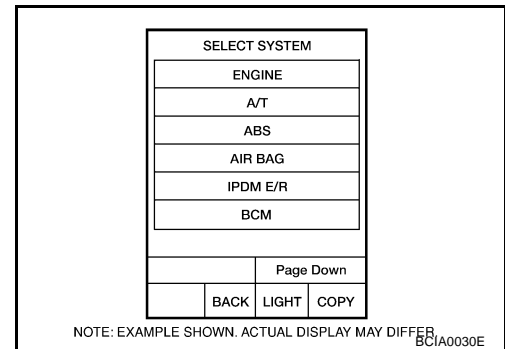 SELECT SYSTEM
ENGINE
A/T
ABS
AIR BAG
IPDM E/R
BCM
Page Down
BACK LIGHT COPY
NOTE: EXAMPLE SHOWN. ACTUAL DISPLAY MAY DIFFER.
BCIA0030E